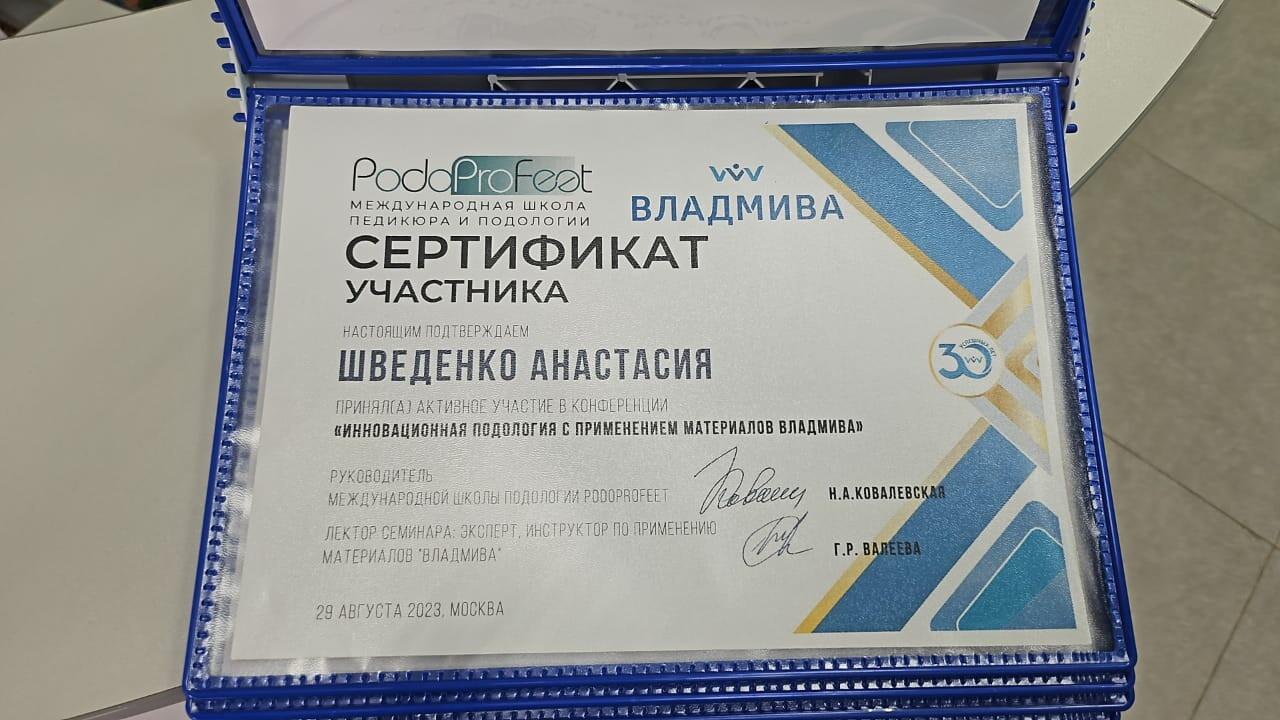 PodoProFeet
МЕЖДУНАРОДНАЯ ШКОЛА
ПЕДИКЮРА И ПОДОЛОГИИ
ВЛАДМИВА
СЕРТИФИКАТ
УЧАСТНИКА
НАСТОЯЩИМ ПОДТВЕРЖДАЕМ
ШВЕДЕНКО АНАСТАСИЯ
ПРИНЯЛ(А) АКТИВНОЕ УЧАСТИЕ В КОНФЕРЕНЦИИ
«ИННОВАЦИОННАЯ ПОДОЛОГИЯ С ПРИМЕНЕНИЕМ МАТЕРИАЛОВ ВЛАДМИВА»
30 УСПЕШНЫХ ЛЕТ
РУКОВОДИТЕЛЬ
МЕЖДУНАРОДНОЙ ШКОЛЫ ПОДОЛОГИИ PODOPROFEET
Н.А.КОВАЛЕВСКАЯ
ЛЕКТОР СЕМИНАРА: ЭКСПЕРТ, ИНСТРУКТОР ПО ПРИМЕНЕНИЮ
МАТЕРИАЛОВ "ВЛАДМИВА"
Г.Р. ВАЛЕЕВА
29 АВГУСТА 2023, МОСКВА